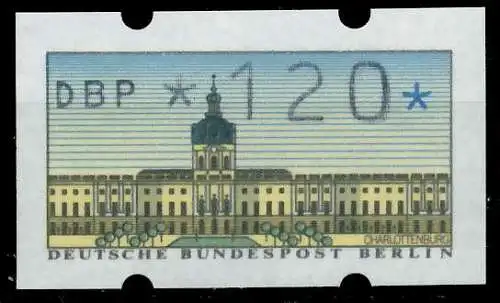 DBP *120*
CHARLOTTENBURG
DEUTSCHE BUNDESPOST BERLIN